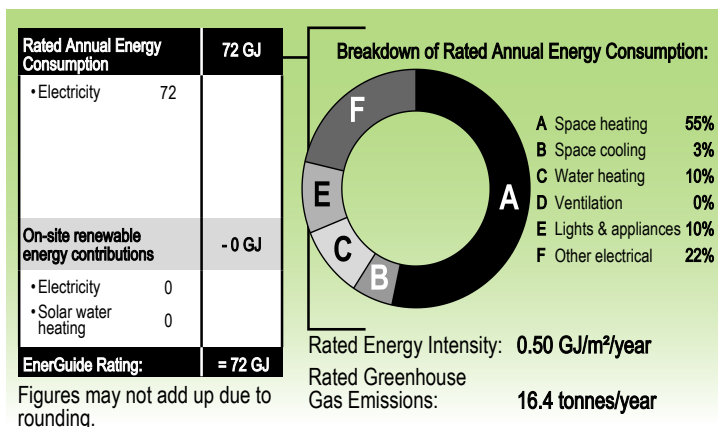 Rated Annual Energy Consumption 72 GJ
• Electricity 72
On-site renewable energy contributions - 0 GJ
• Electricity 0
• Solar water heating 0
EnerGuide Rating: = 72 GJ
Figures may not add up due to
rounding.
Breakdown of Rated Annual Energy Consumption:
F
E
C
B
A
A Space heating 55%
B Space cooling 3%
C Water heating 10%
D Ventilation 0%
E Lights & appliances 10%
F Other electrical 22%
Rated Energy Intensity: 0.50 GJ/m²/year
Rated Greenhouse
Gas Emissions: 16.4 tonnes/year